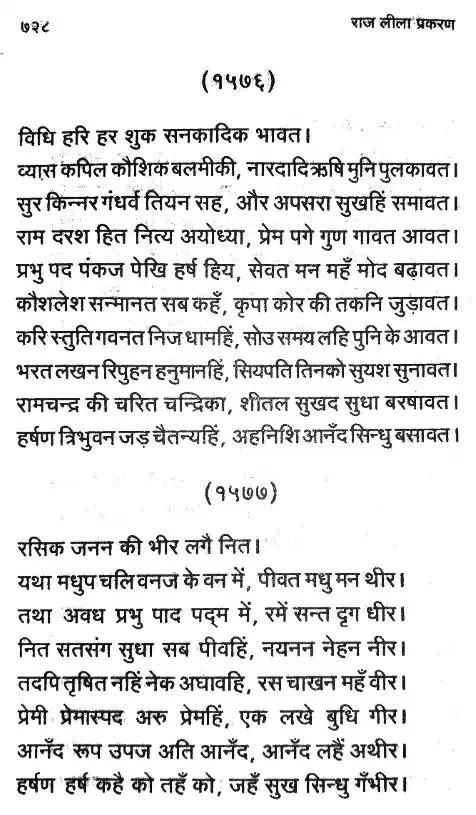 ७२८ राज लीला प्रकरण
(१५७६)
विधि हरि हर शुक सनकादिक भावत।
व्यास कपिल कौशिक बलमीकी, नारदादिऋषि मुनि पुलकावत।
सुर किन्नर गंधर्व तियन सह, और अपसरा सुखहिं समावत।
राम दरश हित नित्य अयोध्या, प्रेम पगे गुण गावत आवत।
प्रभु पद पंकज पेखि हर्ष हिय, सेवत मन महँ मोद बढ़ावत।
कौशलेश सन्मानत सब कहँ, कृपा कोर की तकनि जुड़ावत।
करि स्तुति गवनत निज धामहिं, सोउ समय लहि पुनि के आवत।
भरत लखन रिपुहन हनुमानहिं, सियपति तिनको सुयश सुनावत।
रामचन्द्र की चरित चन्द्रिका, शीतल सुखद सुधा बरषावत।
हर्षण त्रिभुवन जड़ चैतन्यहिं, अहनिशि आनँद सिन्धु बसावत।
(१५७७)
रसिक जनन की भीर लगै नित।
यथा मधुप चलि वनज के वन में, पीवत मधु मन थीर।
तथा अवध प्रभु पाद पद्म में, रमें सन्त दृग धीर।
नित सतसंग सुधा सब पीवहिं, नयनन नेहन नीर।
तदपि तृषित नहिं नेक अघावहि, रस चाखन महँ वीर।
प्रेमी प्रेमास्पद अरु प्रेमहिं, एक लखे बुधि गीर।
आनँद रूप उपज अति आनँद, आनँद लहैं अथीर।
हर्षण हर्ष कहै को तहँ को, जहँ सुख सिन्धु गँभीर।